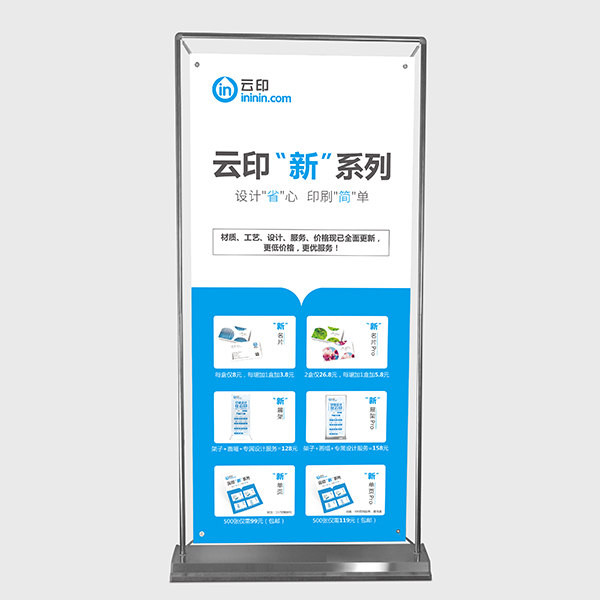 in 云印
ininin.com
云印“新”系列
设计"省"心 印刷"简"单
材质、工艺、设计、服务、价格现已全面更新，
更低价格，更优服务！
“新”
名片
“新”
名片Pro
每盒仅8元，每增加1盒加3.8元
2盒仅26.8元，每增加1盒加5.8元
“新”
展架
“新”
展架Pro
架子+画幅+专属设计服务=128元
架子+画幅+专属设计服务=158元
“新”
单页
“新”
单页Pro
500张仅需99元（包邮）
500张仅需119元（包邮）